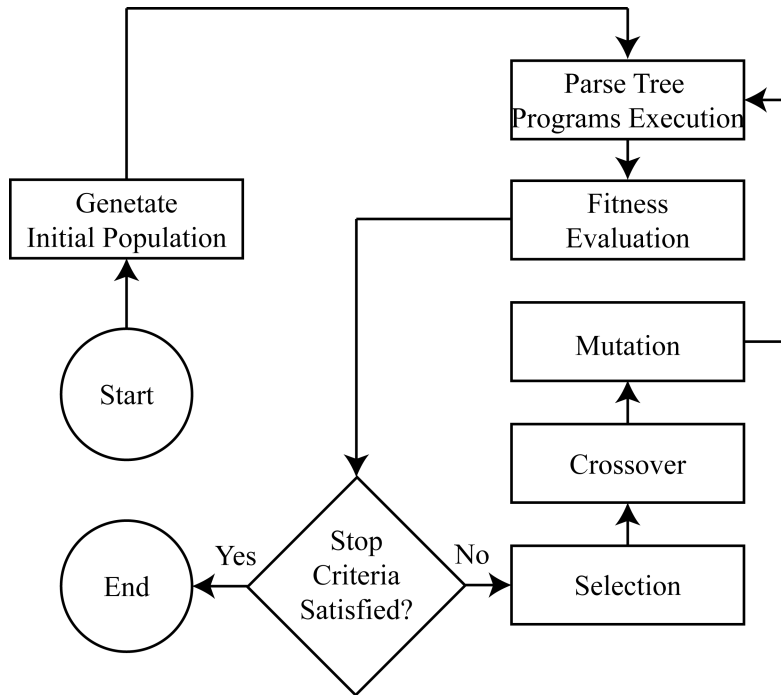 Parse Tree
Programs Execution
Genetate
Initial Population
Fitness
Evaluation
Mutation
Start
Crossover
Yes
Stop
Criteria
Satisfied?
No
End
Selection